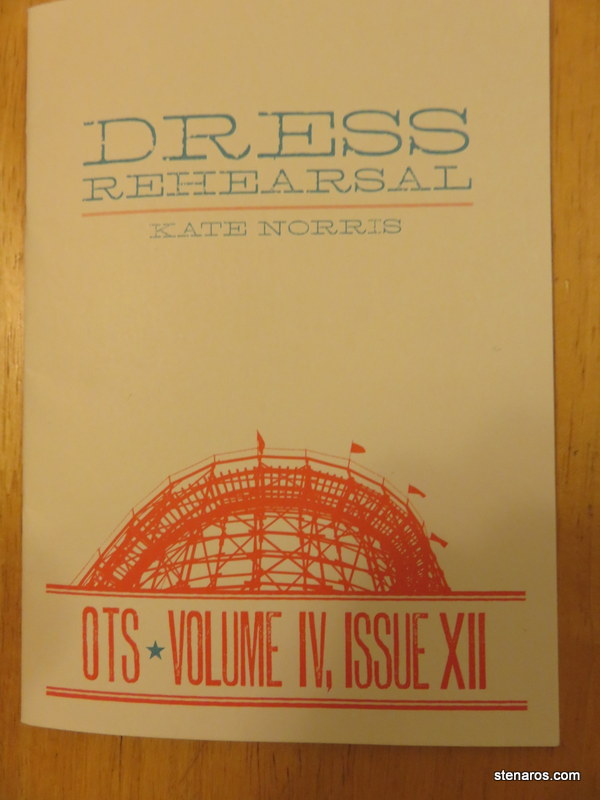 DRESS
REHEARSAL
KATE NORRIS
OTS ★ VOLUME IV, ISSUE XII
stenaros.com